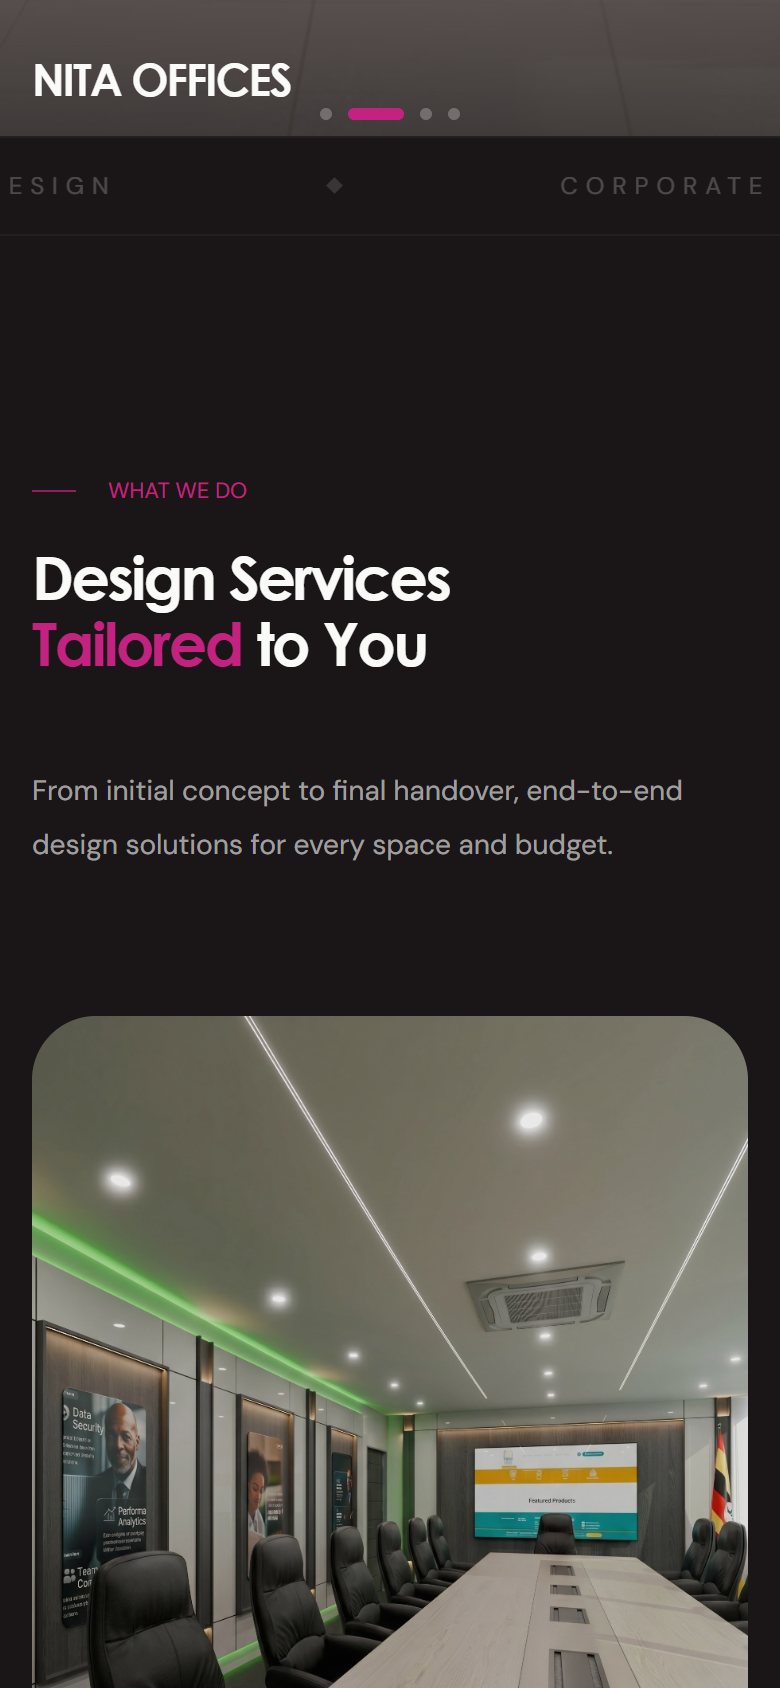 NITA OFFICES
ESIGN
CORPORATE
WHAT WE DO
Design Services
Tailored to You
From initial concept to final handover, end-to-end
design solutions for every space and budget.
Data
Security
Performa
Analytics
Team
Featured Products